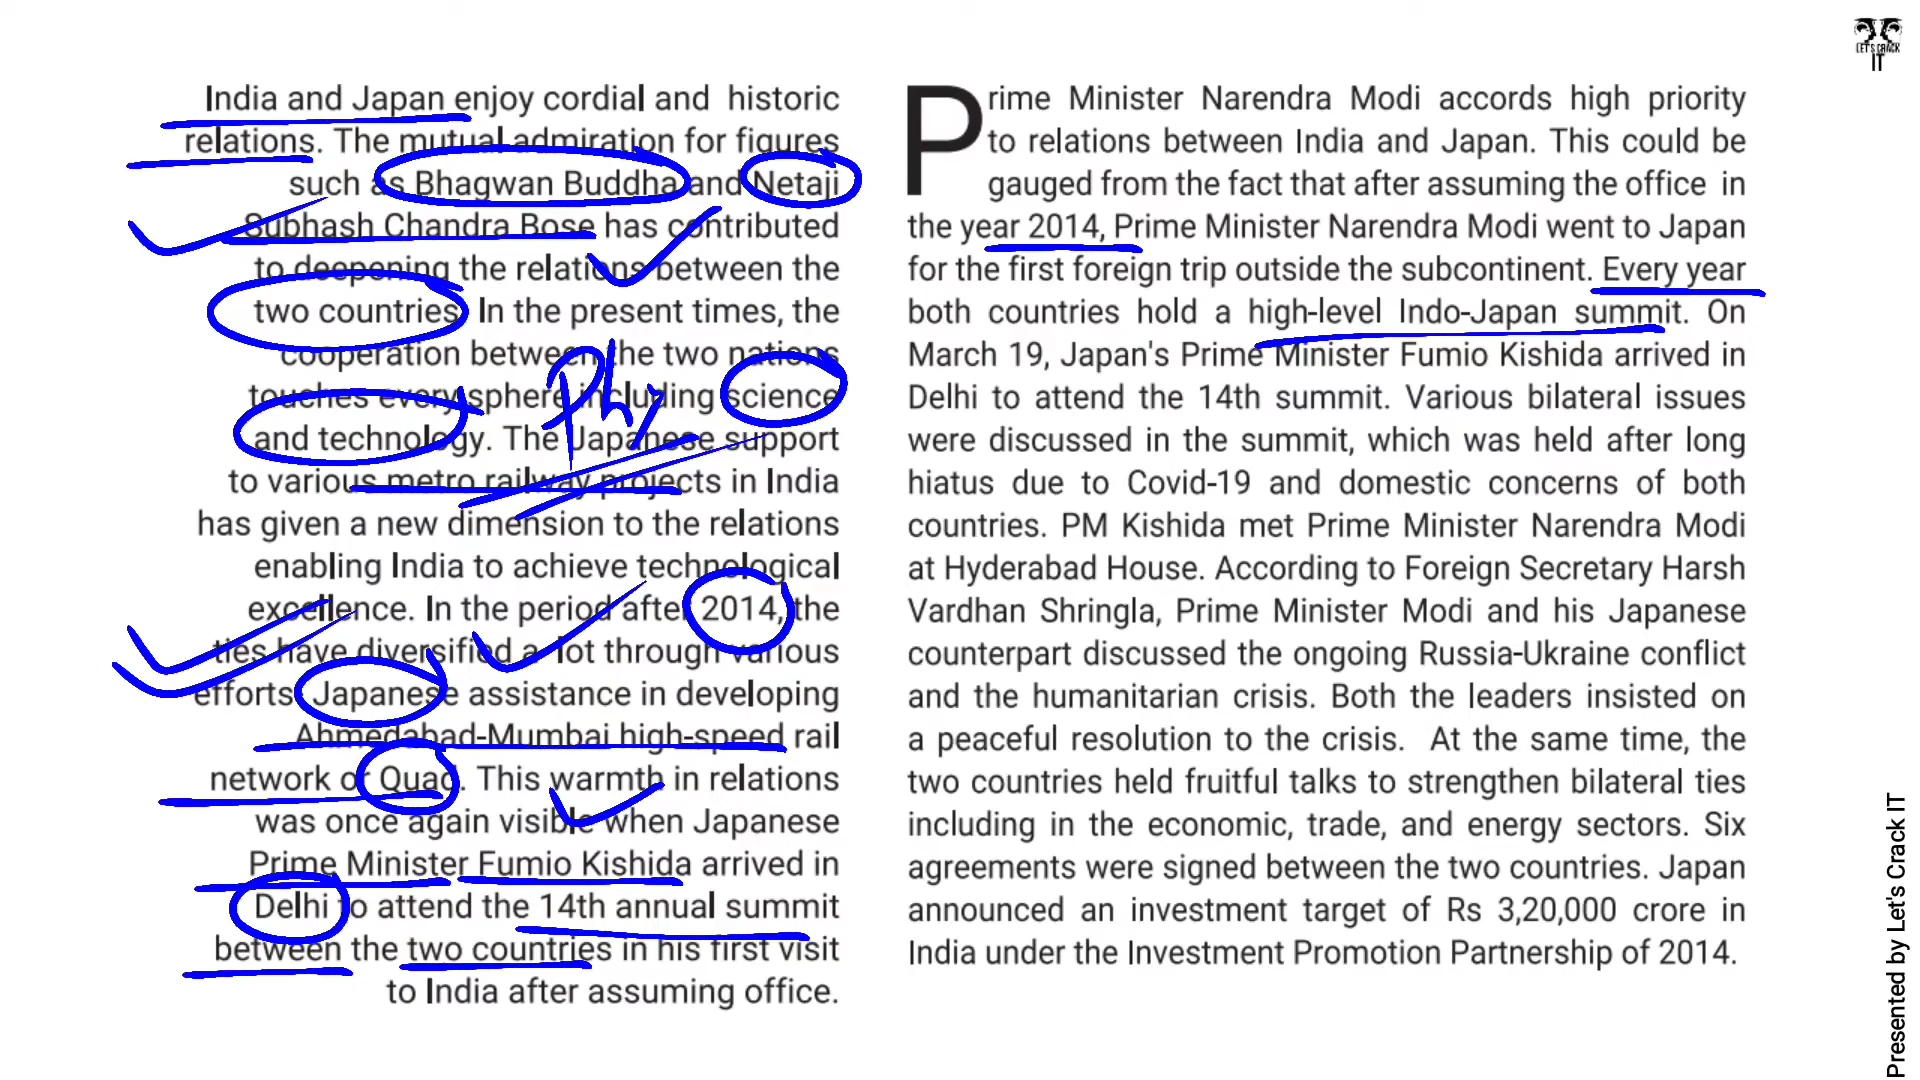 LET'S CRACK
IT
India and Japan enjoy cordial and historic
relations. The mutual admiration for figures
such as Bhagwan Buddha and Netaji
Subhash Chandra Bose has contributed
to deepening the relations between the
two countries. In the present times, the
cooperation between the two nations
touches every sphere including science
and technology. The Japanese support
to various metro railway projects in India
has given a new dimension to the relations
enabling India to achieve technological
excellence. In the period after 2014, the
ties have diversified a lot through various
efforts. Japanese assistance in developing
Ahmedabad-Mumbai high-speed rail
network or Quad. This warmth in relations
was once again visible when Japanese
Prime Minister Fumio Kishida arrived in
Delhi to attend the 14th annual summit
between the two countries in his first visit
to India after assuming office.
Prime Minister Narendra Modi accords high priority
to relations between India and Japan. This could be
gauged from the fact that after assuming the office in
the year 2014, Prime Minister Narendra Modi went to Japan
for the first foreign trip outside the subcontinent. Every year
both countries hold a high-level Indo-Japan summit. On
March 19, Japan's Prime Minister Fumio Kishida arrived in
Delhi to attend the 14th summit. Various bilateral issues
were discussed in the summit, which was held after long
hiatus due to Covid-19 and domestic concerns of both
countries. PM Kishida met Prime Minister Narendra Modi
at Hyderabad House. According to Foreign Secretary Harsh
Vardhan Shringla, Prime Minister Modi and his Japanese
counterpart discussed the ongoing Russia-Ukraine conflict
and the humanitarian crisis. Both the leaders insisted on
a peaceful resolution to the crisis. At the same time, the
two countries held fruitful talks to strengthen bilateral ties
including in the economic, trade, and energy sectors. Six
agreements were signed between the two countries. Japan
announced an investment target of Rs 3,20,000 crore in
India under the Investment Promotion Partnership of 2014.
Presented by Let's Crack IT